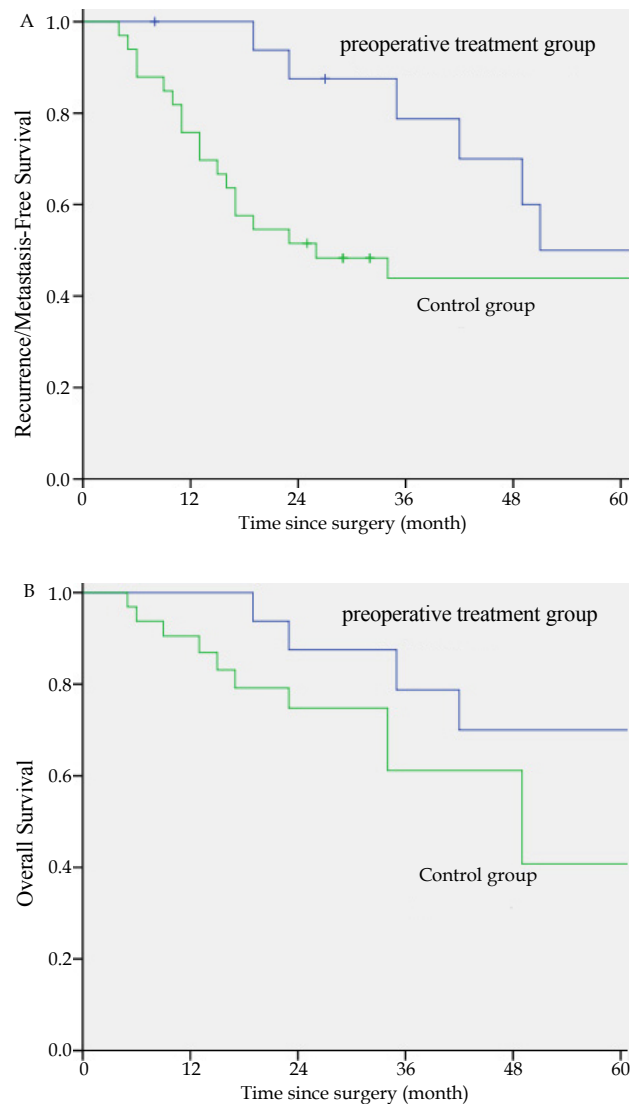 A
1.0
preoperative treatment group
0.8
0.6
0.4
Control group
0.2
0.0
0 12 24 36 48 60
Time since surgery (month)
Recurrence/Metastasis-Free Survival
B
1.0
preoperative treatment group
0.8
0.6
0.4
Control group
0.2
0.0
0 12 24 36 48 60
Time since surgery (month)
Overall Survival